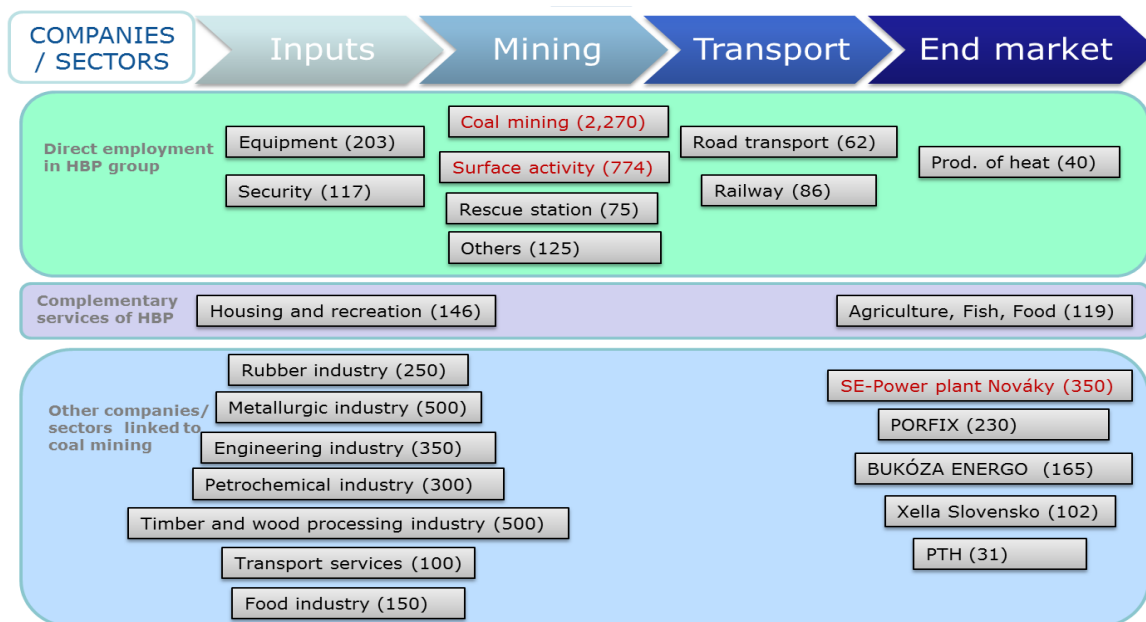 COMPANIES
/ SECTORS
Inputs
Mining
Transport
End market
Direct employment
in HBP group
Equipment (203)
Security (117)
Coal mining (2,270)
Surface activity (774)
Rescue station (75)
Others (125)
Road transport (62)
Railway (86)
Prod. of heat (40)
Complementary
services of HBP
Housing and recreation (146)
Agriculture, Fish, Food (119)
Other companies/
sectors linked to
coal mining
Rubber industry (250)
Metallurgic industry (500)
Engineering industry (350)
Petrochemical industry (300)
Timber and wood processing industry (500)
Transport services (100)
Food industry (150)
SE-Power plant Nováky (350)
PORFIX (230)
BUKÓZA ENERGO (165)
Xella Slovensko (102)
PTH (31)